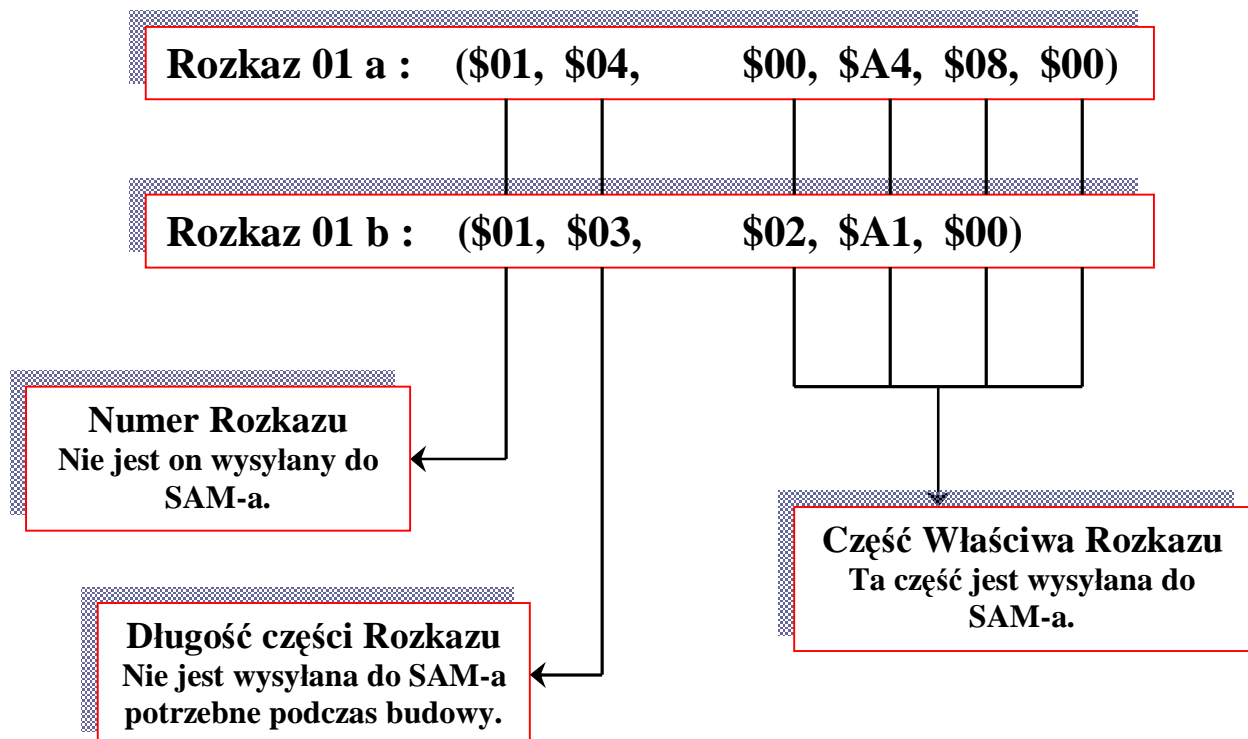 Rozkaz 01 a : ($01, $04, $00, $A4, $08, $00)
Rozkaz 01 b : ($01, $03, $02, $A1, $00)
Numer Rozkazu
Nie jest on wysyłany do
SAM-a.
Część Właściwa Rozkazu
Ta część jest wysyłana do
SAM-a.
Długość części Rozkazu
Nie jest wysyłana do SAM-a
potrzebne podczas budowy.